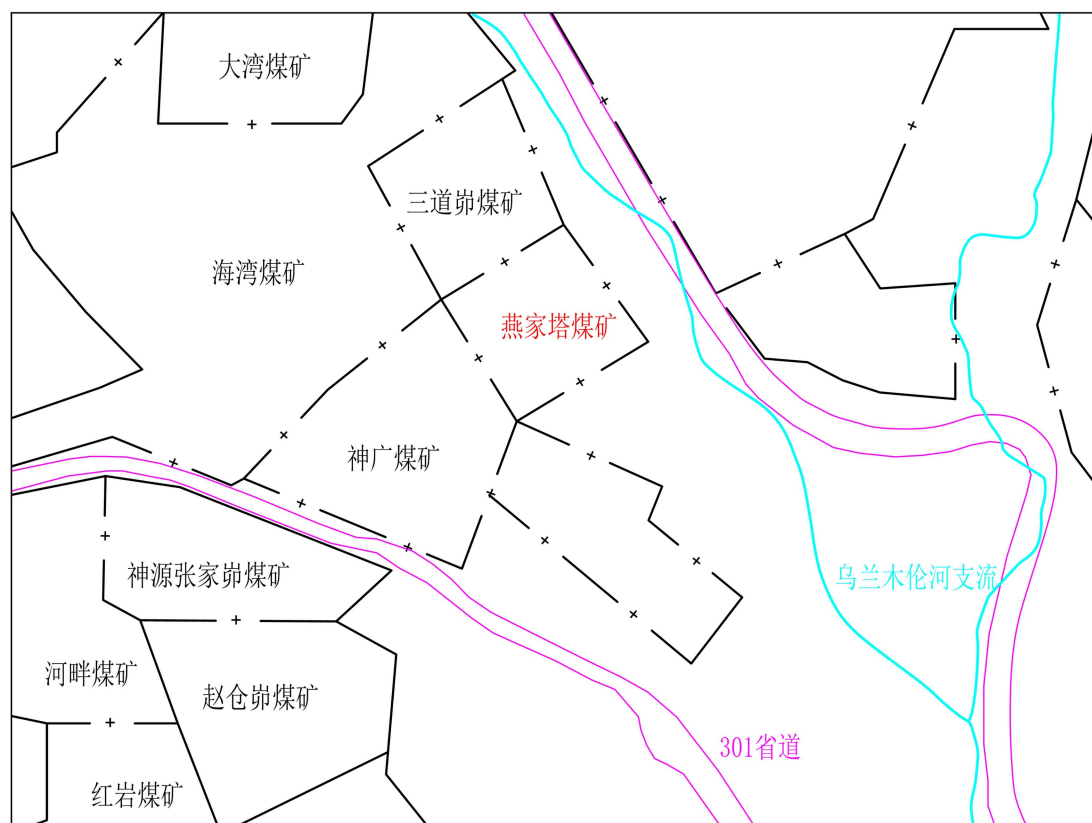 大湾煤矿
三道峁煤矿
海湾煤矿
燕家塔煤矿
神广煤矿
神源张家峁煤矿
乌兰木伦河支流
河畔煤矿
赵仓峁煤矿
301省道
红岩煤矿